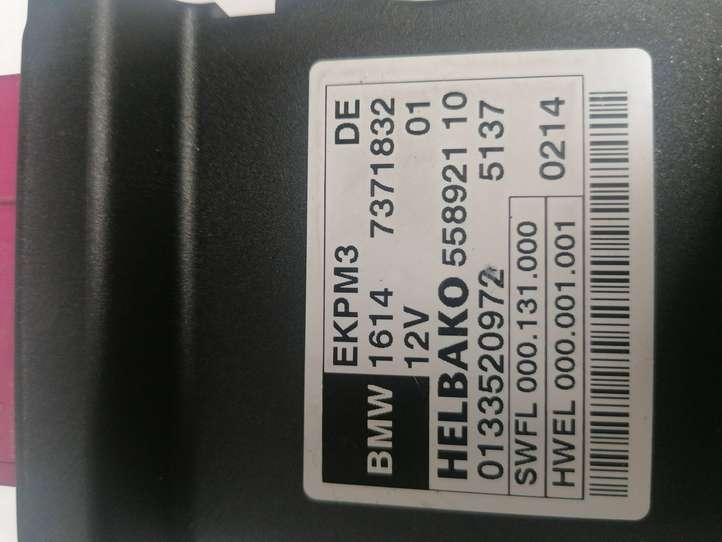 EKPM3 DE
BMW 1614 7371832
12V 01
HELBAKO 558921 10
0133520972 5137
SWFL 000.131.000
HWEL 000.001.001 0214